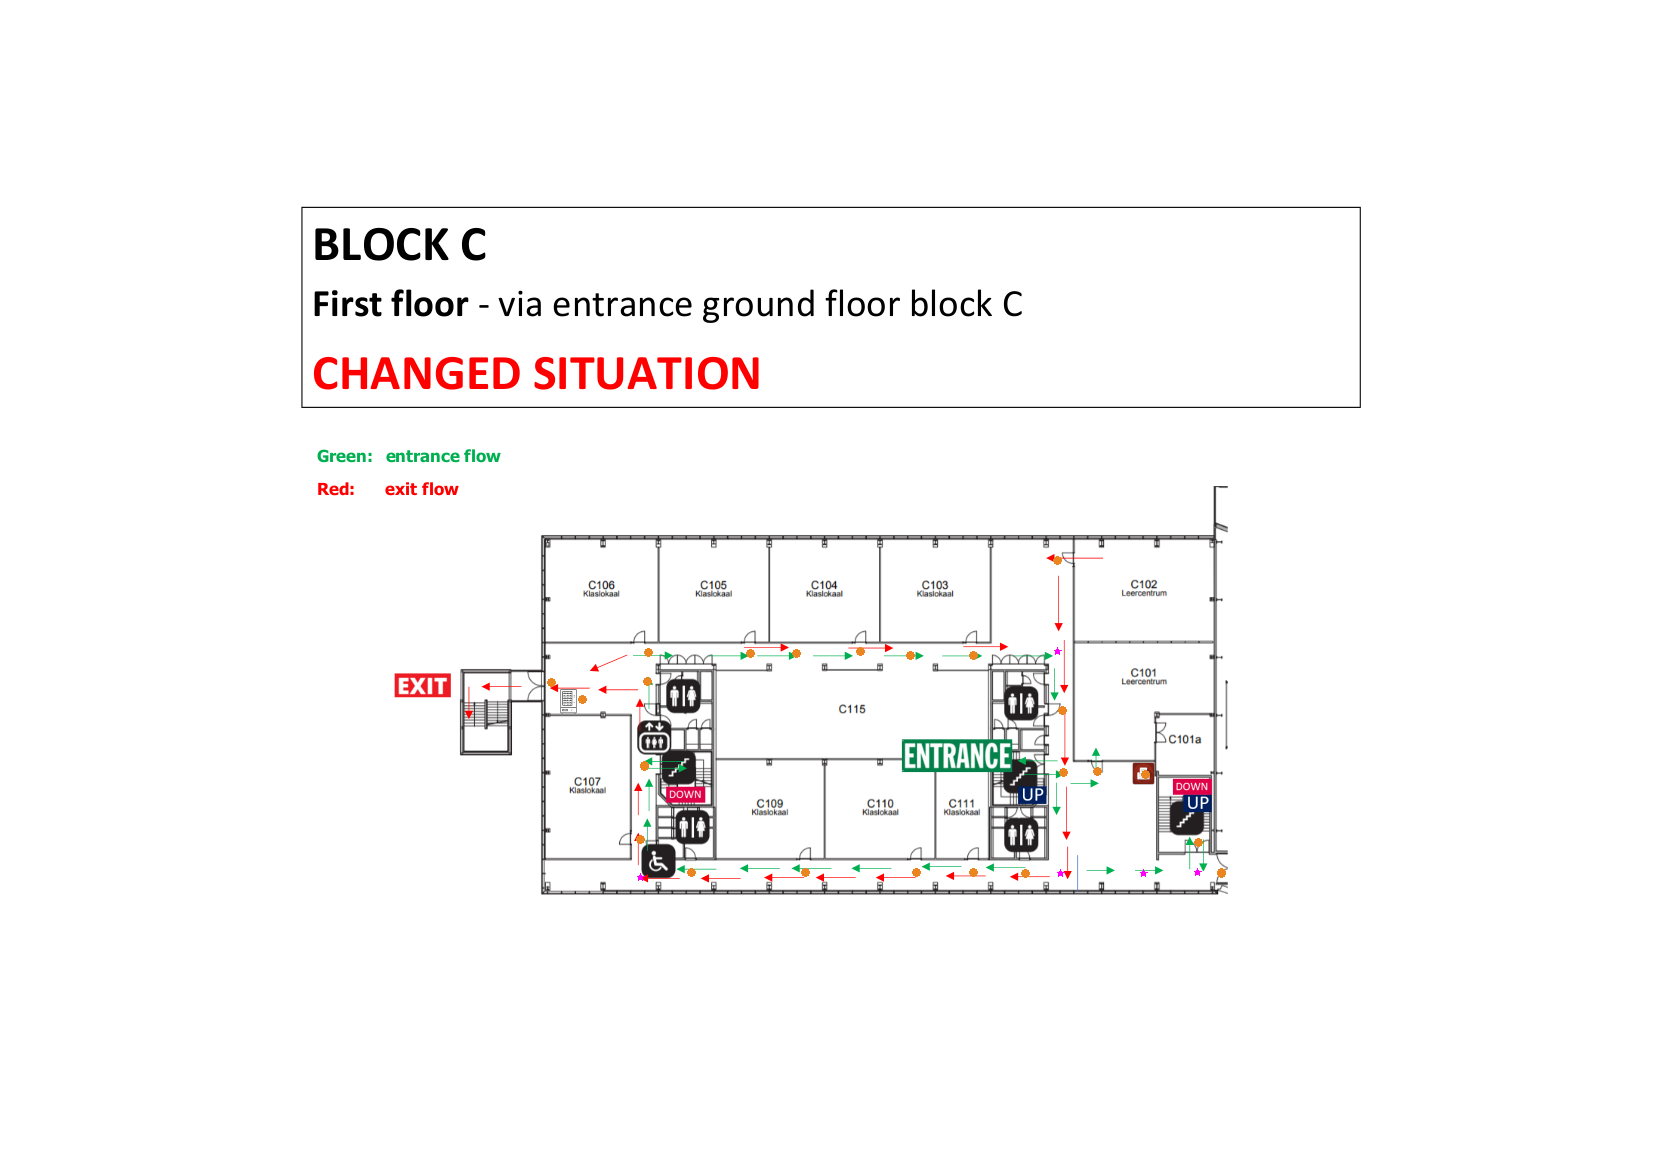 BLOCK C
First floor - via entrance ground floor block C
CHANGED SITUATION
Green: entrance flow
Red: exit flow
C106
Klaslokaal
C105
Klaslokaal
C104
Klaslokaal
C103
Klaslokaal
C102
Leercentrum
C101
Leercentrum
EXIT
C115
C101a
ENTRANCE
C107
Klaslokaal
DOWN
C109
Klaslokaal
C110
Klaslokaal
C111
Klaslokaal
UP
DOWN
UP